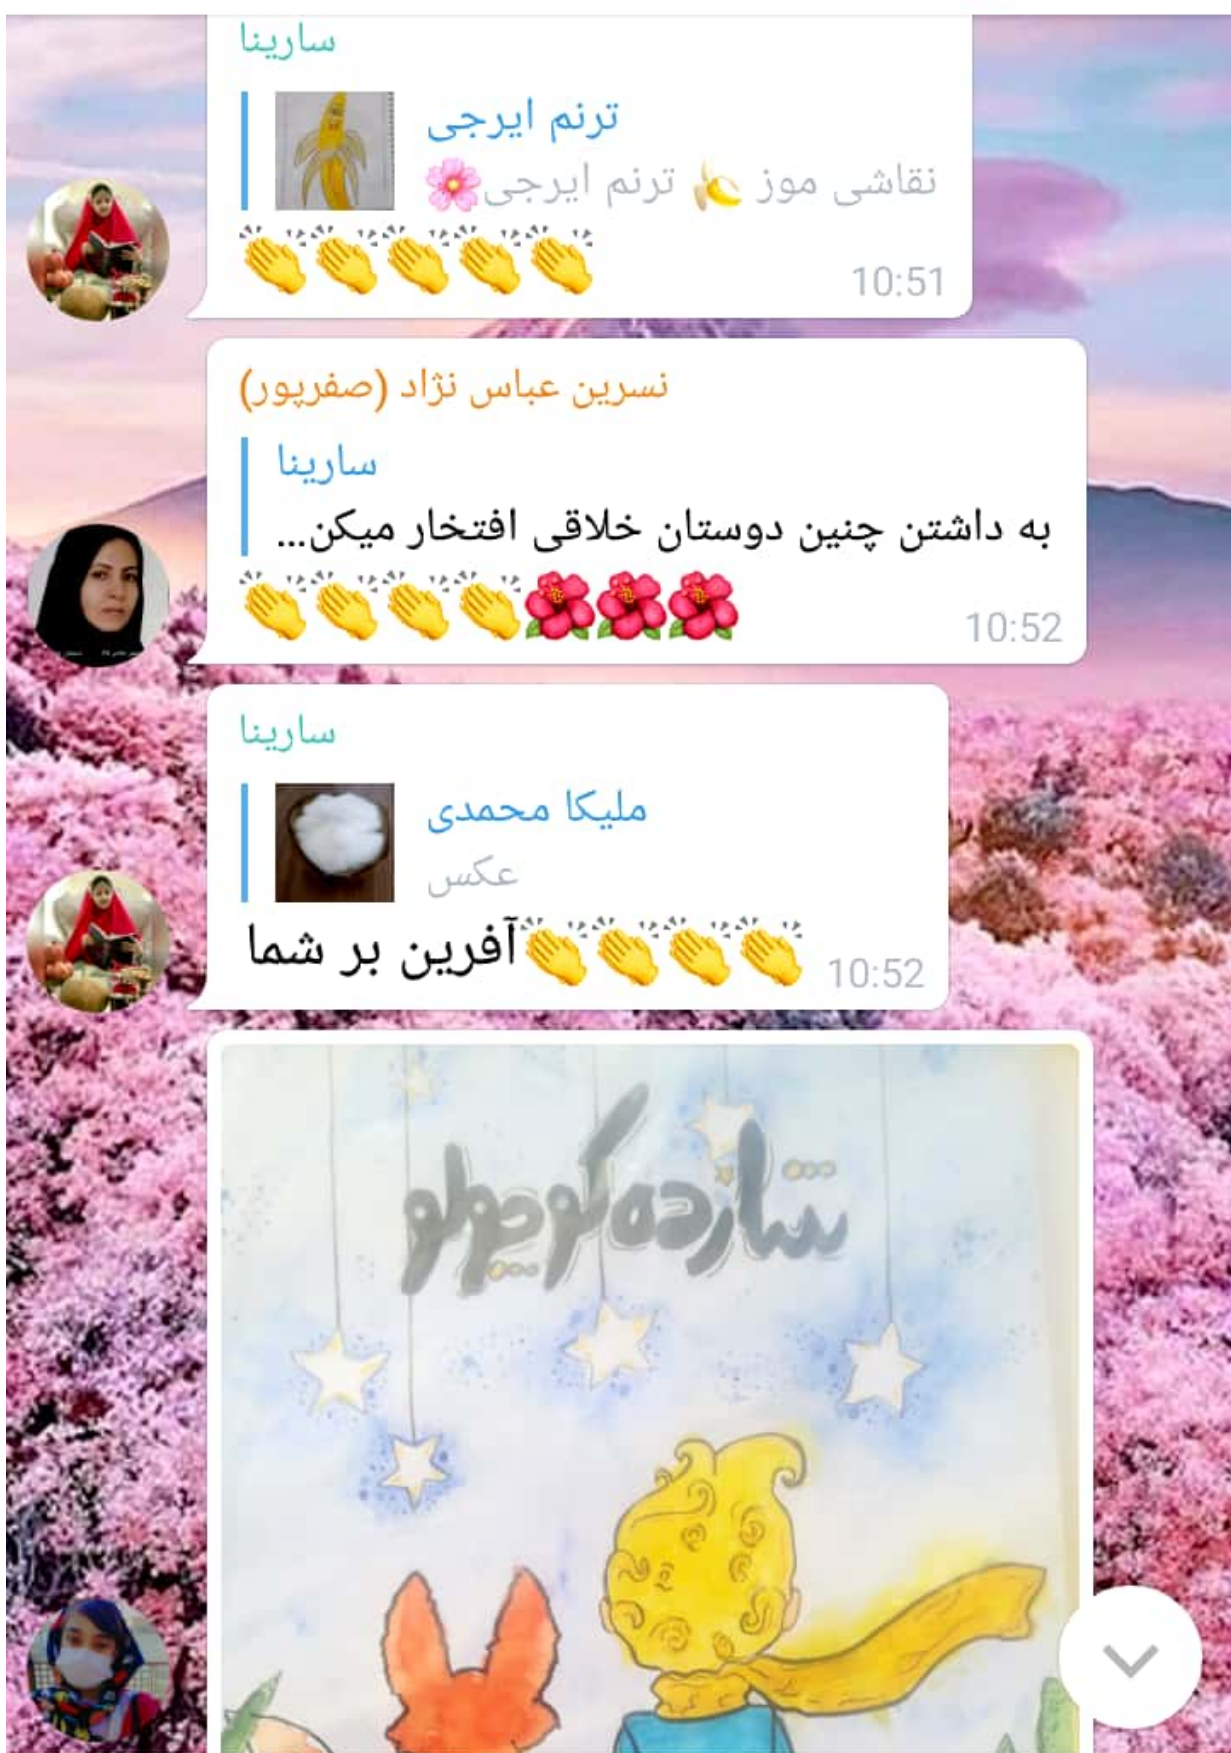 سارینا
ترنم ایرجی
نقاشی موز 🍌 ترنم ایرجی🌸
👏👏👏👏👏
10:51
نسرین عباس نژاد (صفرپور)
سارینا
به داشتن چنین دوستان خلاقی افتخار میکن...
👏👏👏👏🌺🌺🌺
10:52
سارینا
ملیکا محمدی
عکس
آفرین بر شما👏👏👏👏
10:52
شازده کوچولو